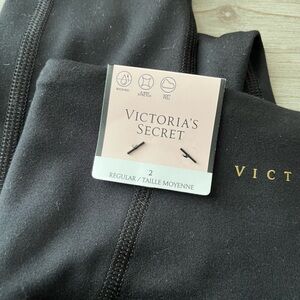 VICTORIA'S
SECRET
2
REGULAR / TAILLE MOYENNE
VICT